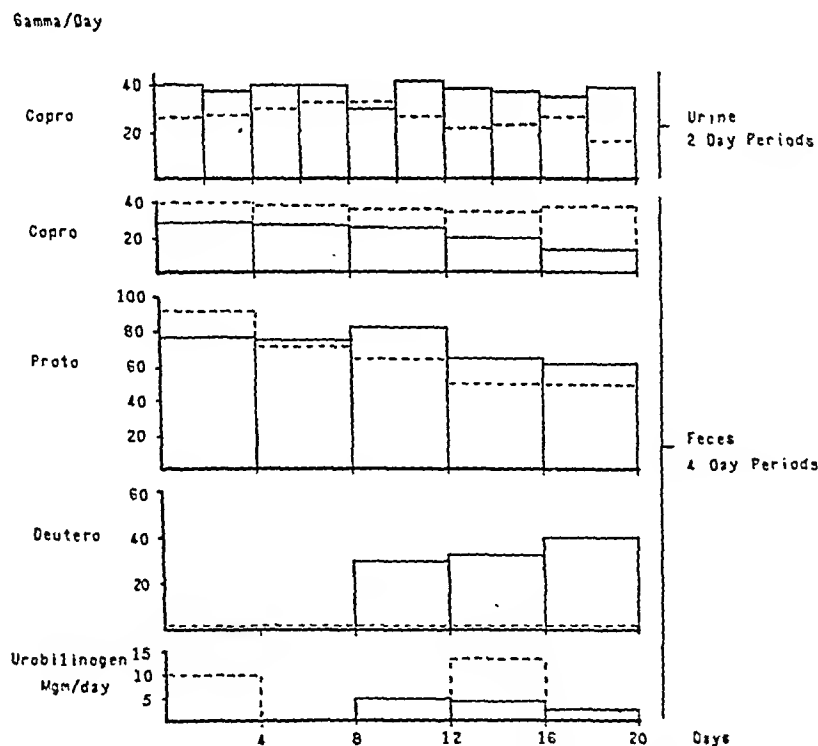 Gamma/Day
40
20
Copro
Urine
2 Day Periods
40
20
Copro
100
80
60
40
20
Proto
Feces
4 Day Periods
60
40
20
Deutero
Urobilinogen
Mgm/day
15
10
5
4 8 12 16 20
Days